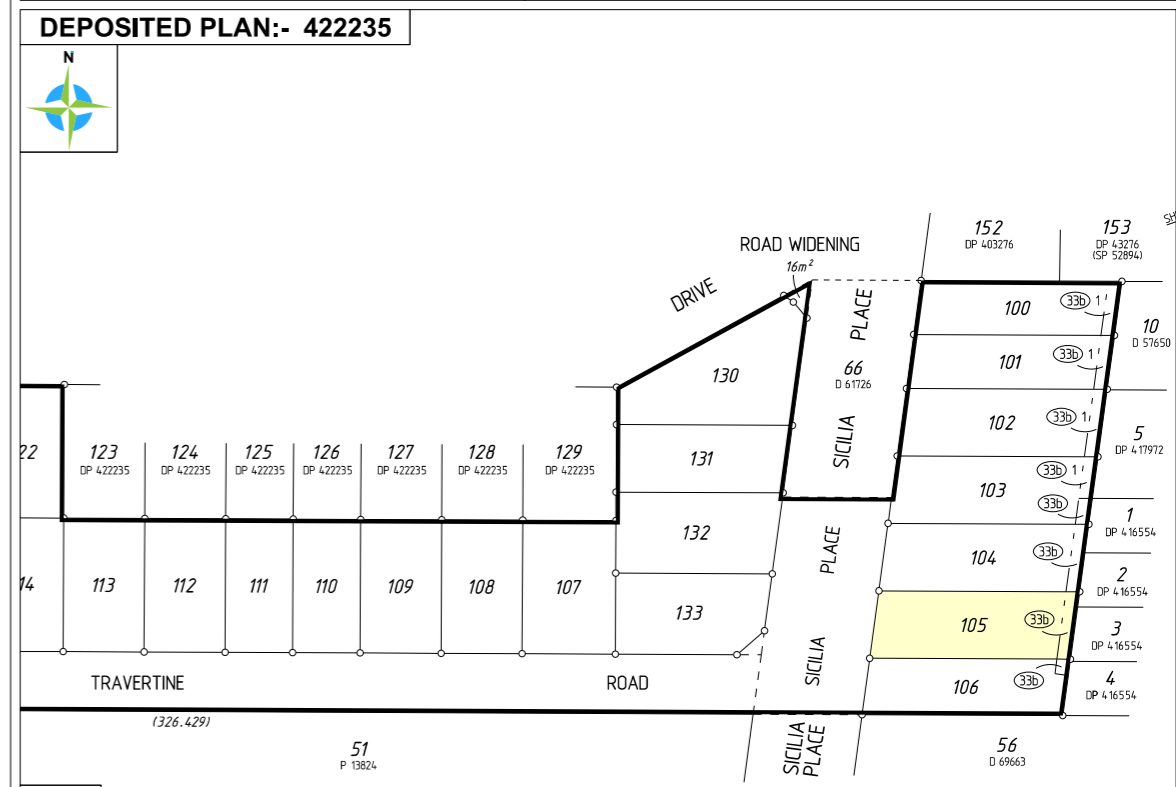 DEPOSITED PLAN:- 422235
N
152
DP 403276
153
DP 43276
(SP 52894)
ROAD WIDENING
16m²
DRIVE
PLACE
100
33b 1
10
D 57650
101
33b 1
130
66
D 61726
102
33b 1
5
DP 417972
SICILIA
22
123
DP 422235
124
DP 422235
125
DP 422235
126
DP 422235
127
DP 422235
128
DP 422235
129
DP 422235
131
103
33b 1
33b
1
DP 416554
132
PLACE
104
33b
2
DP 416554
14
113
112
111
110
109
108
107
133
105
33b
3
DP 416554
SICILIA
106
33b
4
DP 416554
TRAVERTINE
ROAD
(326.429)
51
P 13824
SICILIA
PLACE
56
D 69663